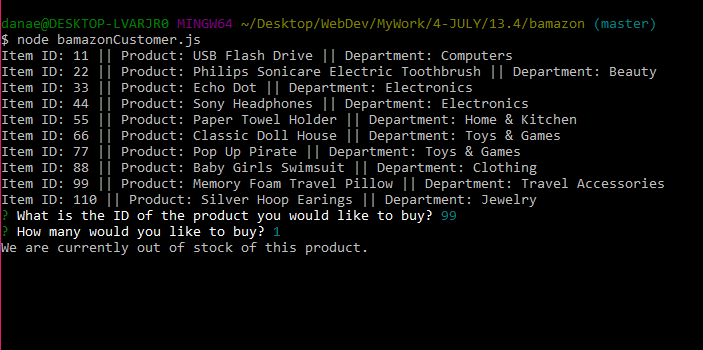 danae@DESKTOP-LVARJR0 MINGW64 ~/Desktop/WebDev/MyWork/4-JULY/13.4/bamazon (master)
$ node bamazonCustomer.js
Item ID: 11 || Product: USB Flash Drive || Department: Computers
Item ID: 22 || Product: Philips Sonicare Electric Toothbrush || Department: Beauty
Item ID: 33 || Product: Echo Dot || Department: Electronics
Item ID: 44 || Product: Sony Headphones || Department: Electronics
Item ID: 55 || Product: Paper Towel Holder || Department: Home & Kitchen
Item ID: 66 || Product: Classic Doll House || Department: Toys & Games
Item ID: 77 || Product: Pop Up Pirate || Department: Toys & Games
Item ID: 88 || Product: Baby Girls Swimsuit || Department: Clothing
Item ID: 99 || Product: Memory Foam Travel Pillow || Department: Travel Accessories
Item ID: 110 || Product: Silver Hoop Earings || Department: Jewelry
? What is the ID of the product you would like to buy? 99
? How many would you like to buy? 1
We are currently out of stock of this product.